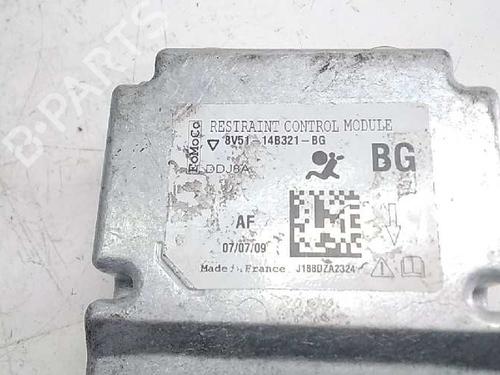 RESTRAINT CONTROL MODULE
FoMoCo
8V51-14B321-BG
DDJ8A
BG
AF
07/07/09
Made in France
J188DZA2324
B-PARTS